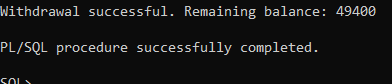 Withdrawal successful. Remaining balance: 49400
PL/SQL procedure successfully completed.
SQL>